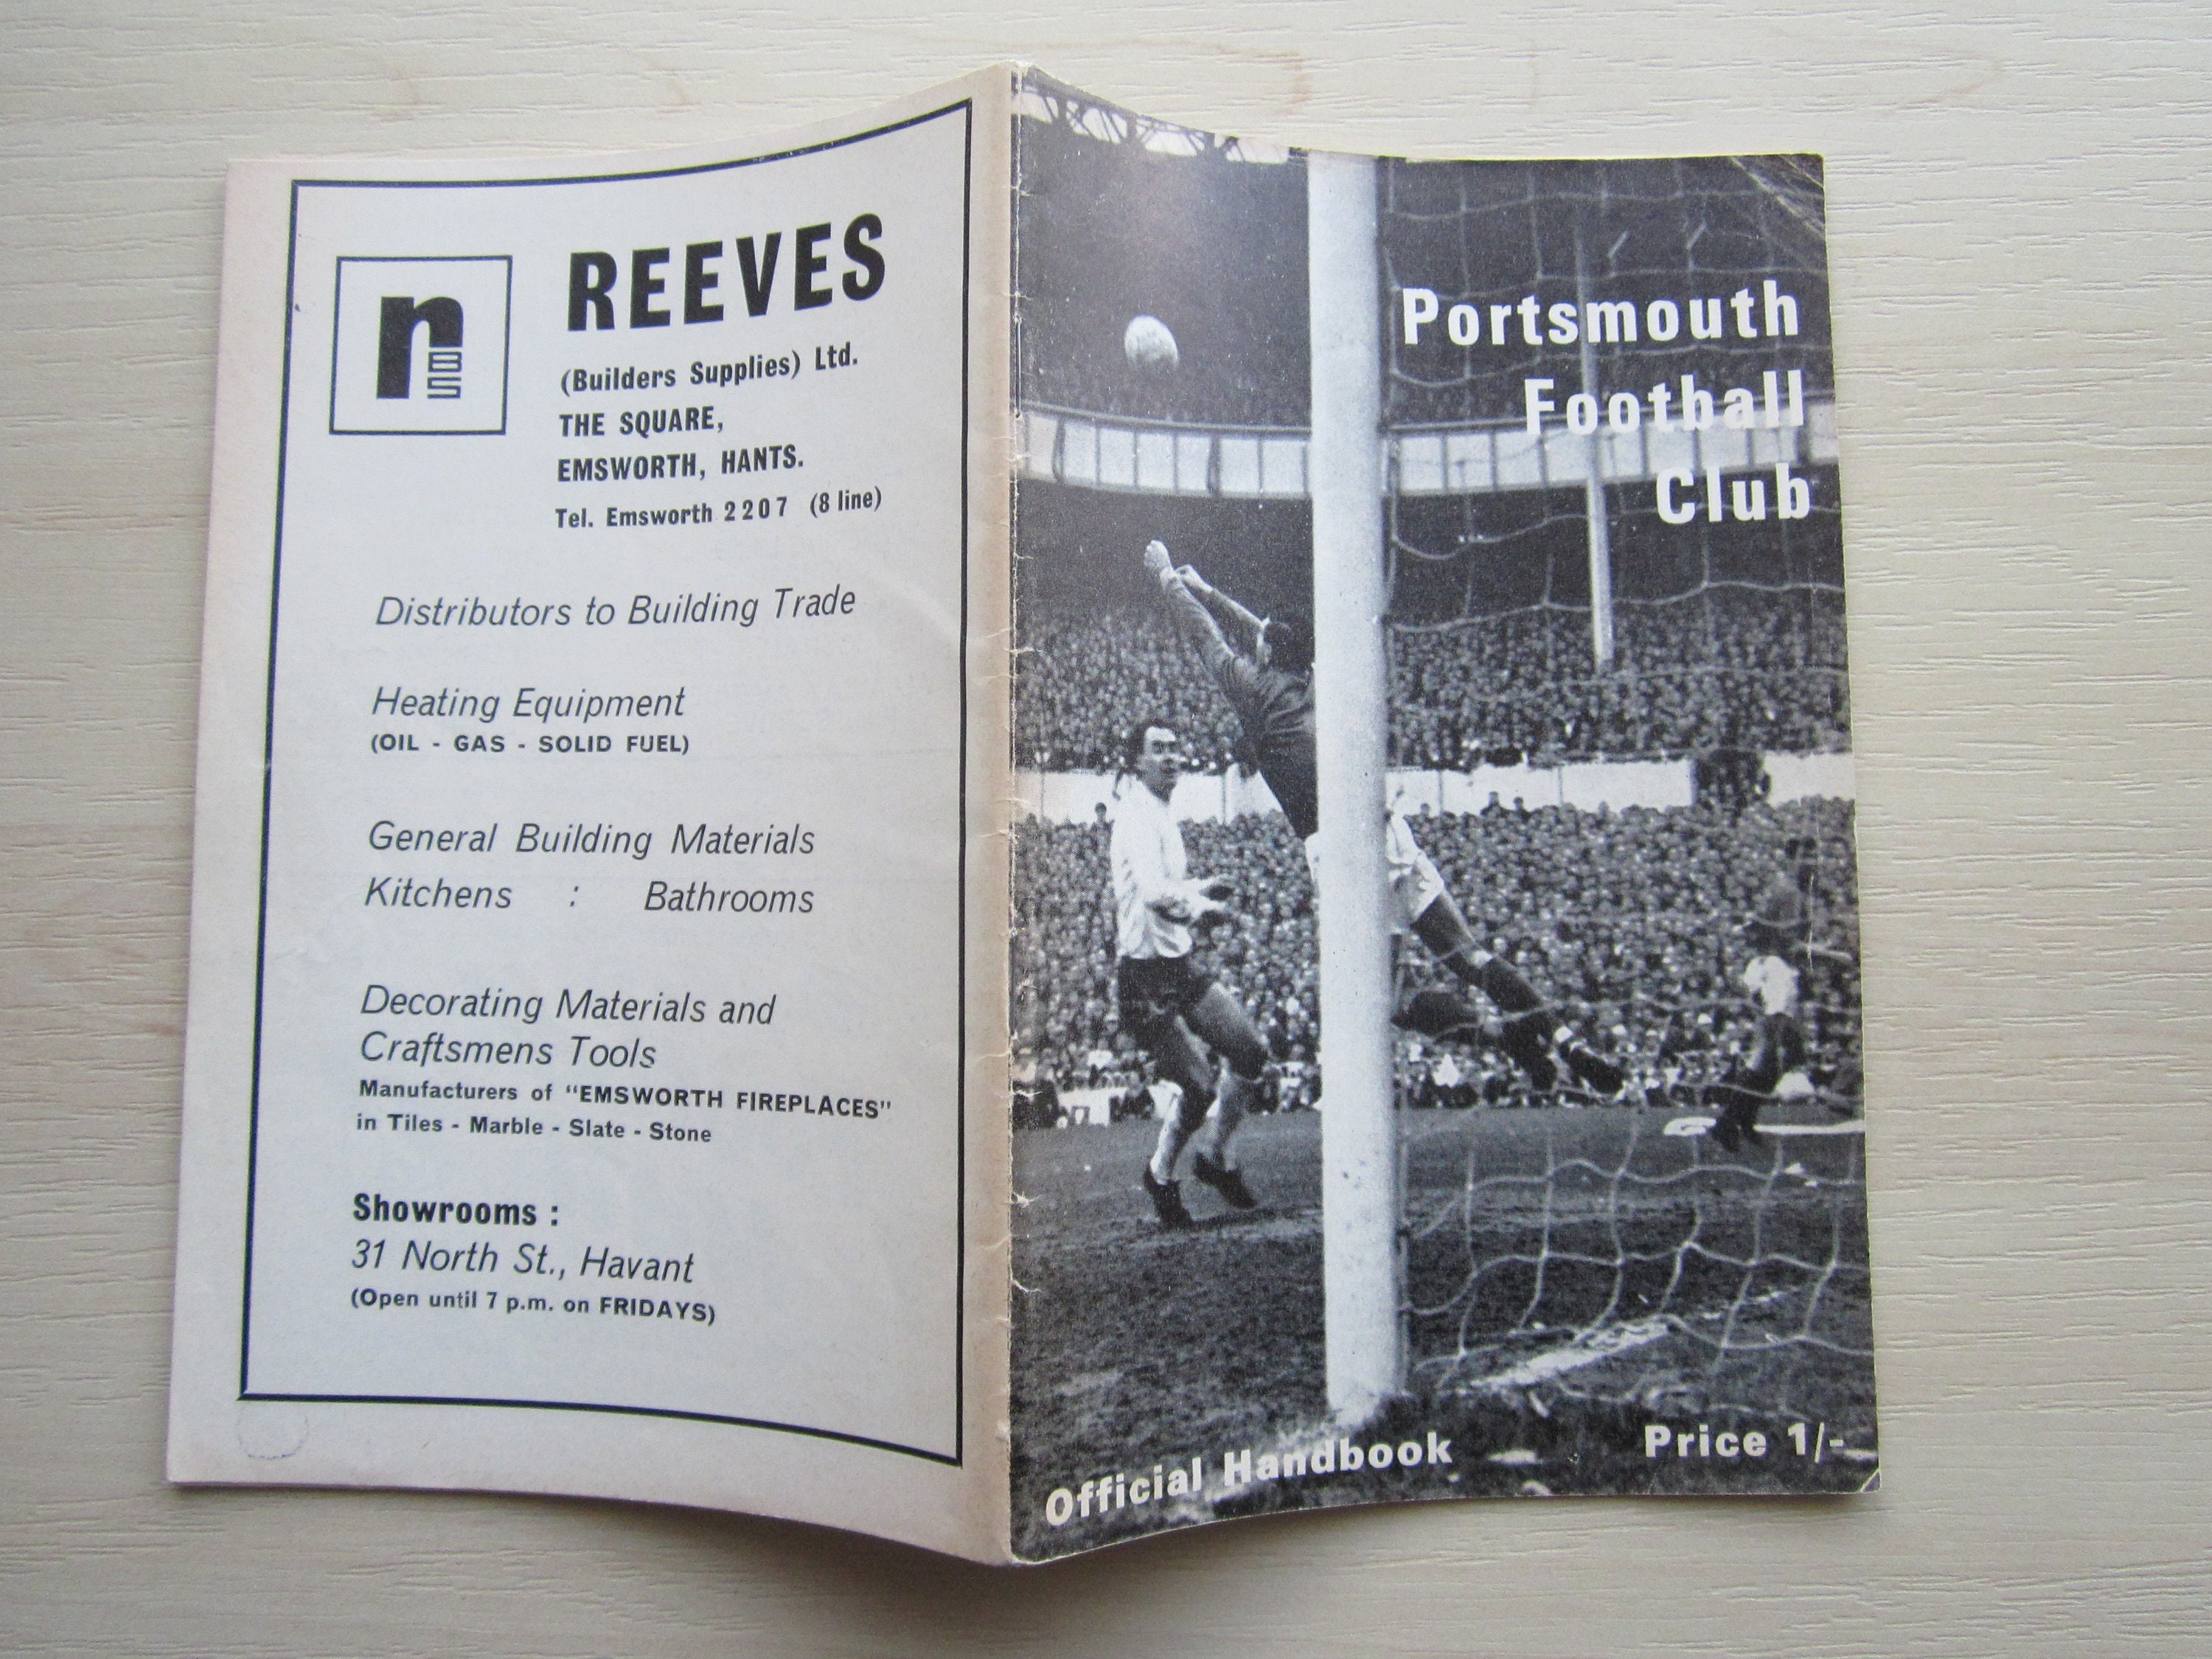 n
BS
REEVES
(Builders Supplies) Ltd.
THE SQUARE,
EMSWORTH, HANTS.
Tel. Emsworth 2207 (8 line)
Distributors to Building Trade
Heating Equipment
(OIL - GAS - SOLID FUEL)
General Building Materials
Kitchens : Bathrooms
Decorating Materials and
Craftsmens Tools
Manufacturers of "EMSWORTH FIREPLACES"
in Tiles - Marble - Slate - Stone
Showrooms :
31 North St., Havant
(Open until 7 p.m. on FRIDAYS)
Portsmouth
Football
Club
Official Handbook
Price 1/-